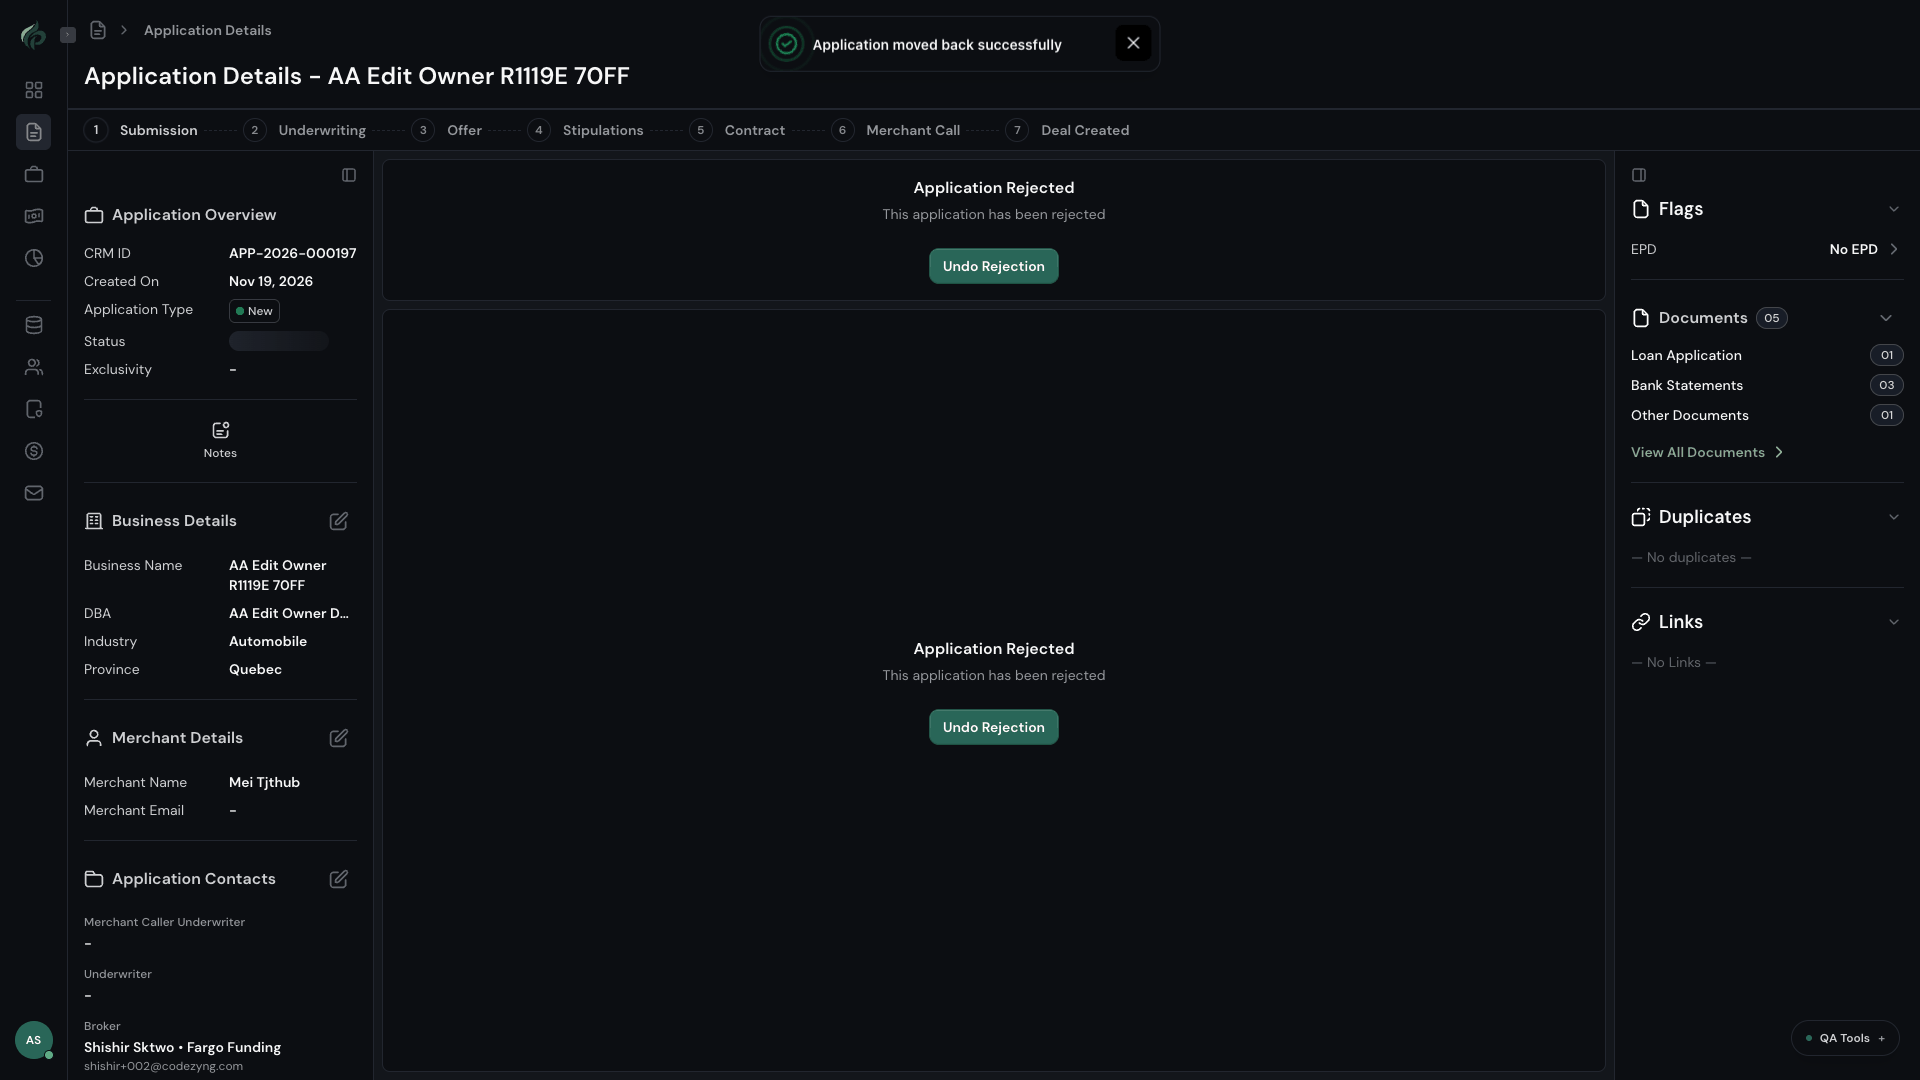 Application Details
Application moved back successfully
Application Details - AA Edit Owner R1119E 70FF
1 Submission
2 Underwriting
3 Offer
4 Stipulations
5 Contract
6 Merchant Call
7 Deal Created
Application Overview
CRM ID APP-2026-000197
Created On Nov 19, 2026
Application Type New
Status
Exclusivity -
Notes
Business Details
Business Name AA Edit Owner
R1119E 70FF
DBA AA Edit Owner D...
Industry Automobile
Province Quebec
Merchant Details
Merchant Name Mei Tjthub
Merchant Email -
Application Contacts
Merchant Caller Underwriter
-
Underwriter
-
Broker
Shishir Sktwo • Fargo Funding
shishir+002@codezyng.com
AS
Application Rejected
This application has been rejected
Undo Rejection
Application Rejected
This application has been rejected
Undo Rejection
Flags
EPD No EPD
Documents 05
Loan Application 01
Bank Statements 03
Other Documents 01
View All Documents
Duplicates
— No duplicates —
Links
— No Links —
QA Tools +